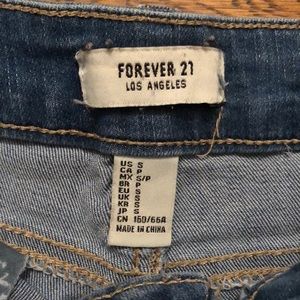 FOREVER 21
LOS ANGELES
US S
CA P
MX S/P
BR P
EU S
UK S
KR S
JP S
CN 160/66A
MADE IN CHINA